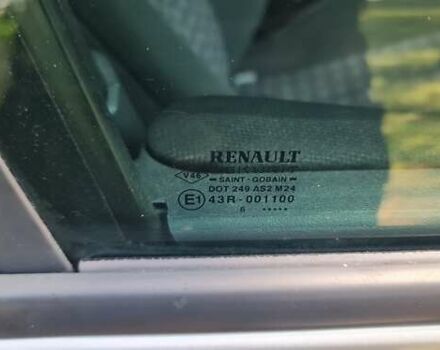 RENAULT
V46
SAINT - GOBAIN
DOT 249 AS2 M24
E1 43R - 001100
6 .....